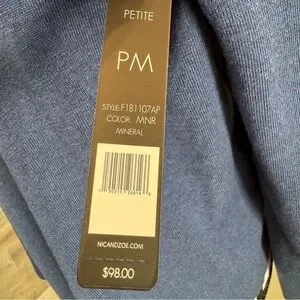 PETITE
PM
STYLE:F181107AP
COLOR: MNR
MINERAL
NICANDZOE.COM
$98.00